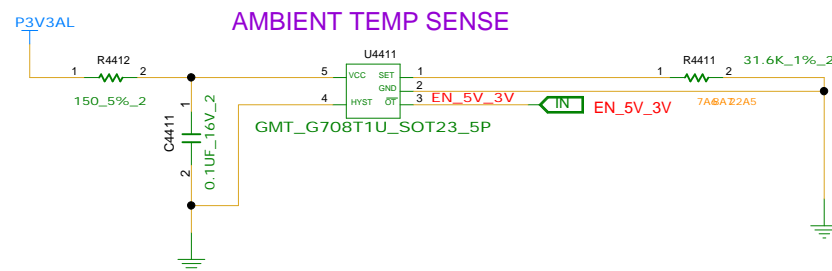 AMBIENT TEMP SENSE
P3V3AL
U4411
R4412
R4411
31.6K_1%_2
1 2
5 VCC SET 1
GND 2
4 HYST OT 3
1 2
150_5%_2
EN_5V_3V
IN
EN_5V_3V
GMT_G708T1U_SOT23_5P
C4411
1
2
0.1UF_16V_2